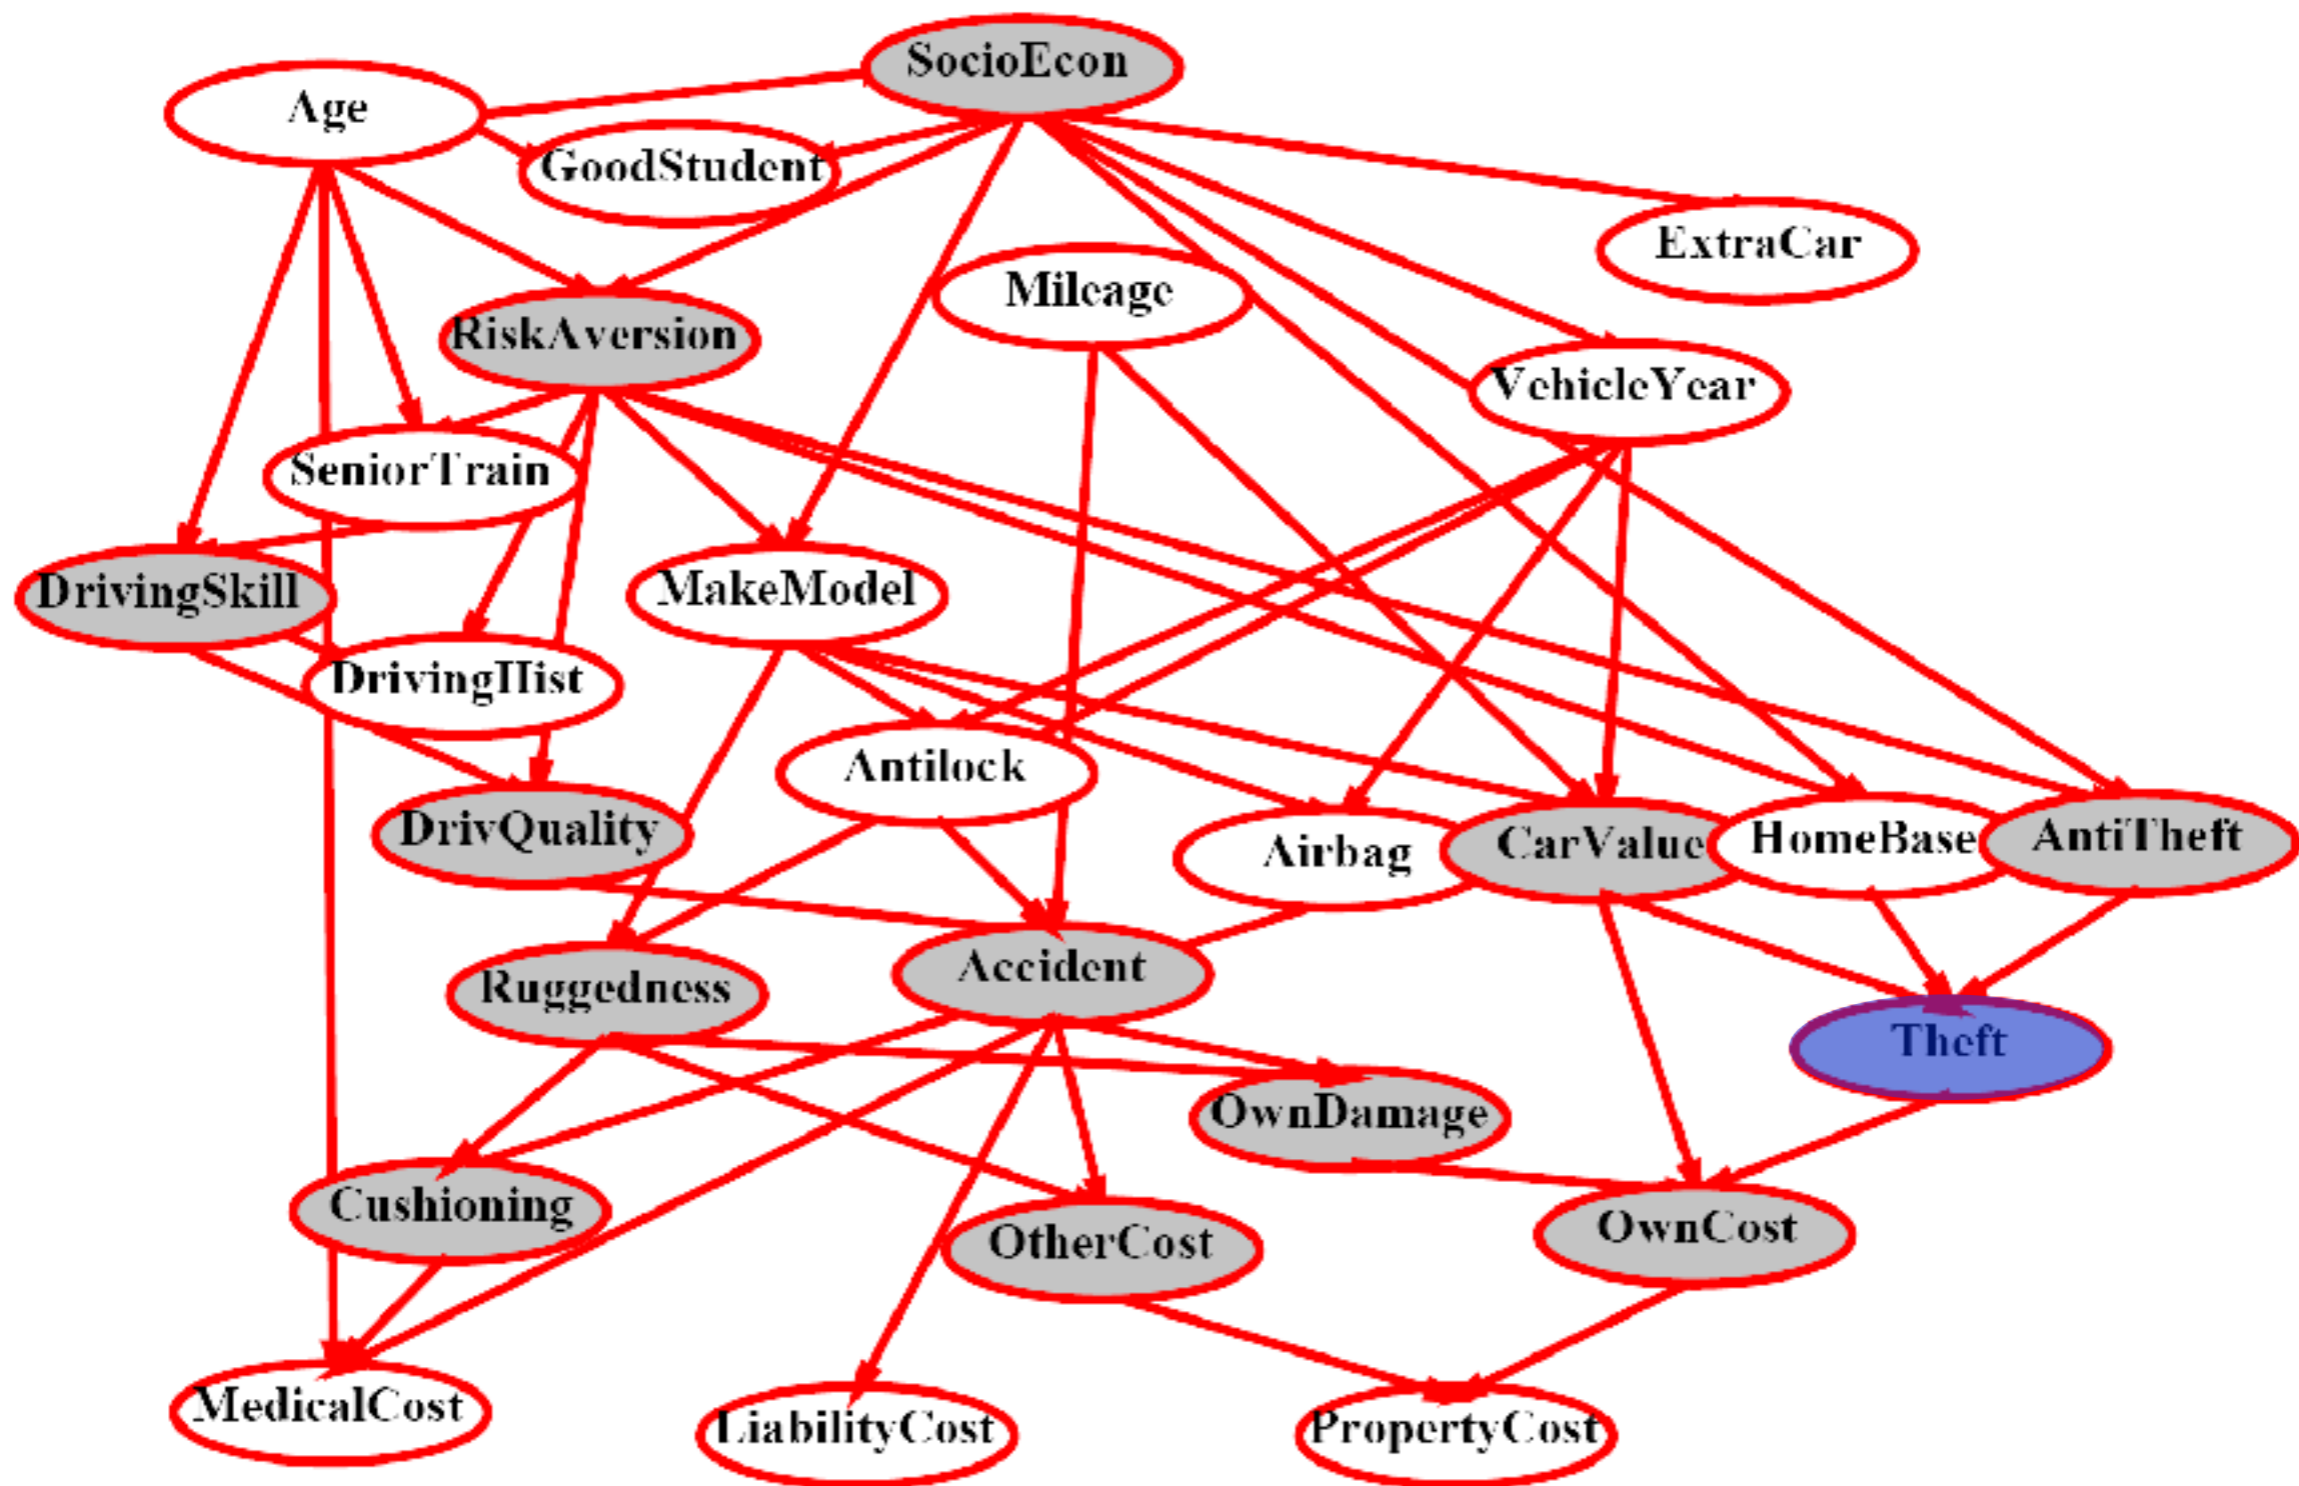 SocioEcon
Age
GoodStudent
ExtraCar
Mileage
RiskAversion
VehicleYear
SeniorTrain
DrivingSkill
MakeModel
DrivingHist
Antilock
DrivQuality
Airbag
CarValue
HomeBase
AntiTheft
Ruggedness
Accident
Theft
OwnDamage
Cushioning
OtherCost
OwnCost
MedicalCost
LiabilityCost
PropertyCost